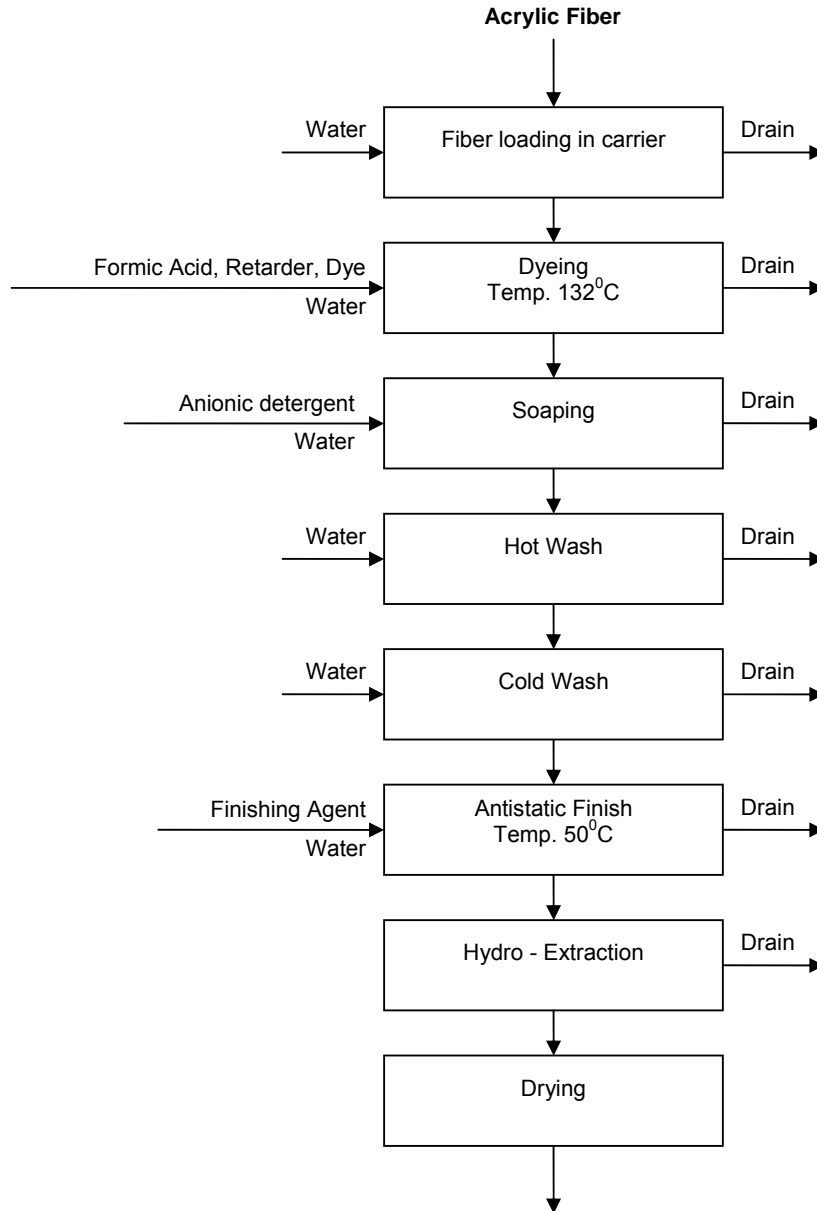 Acrylic Fiber
Water
Fiber loading in carrier
Drain
Formic Acid, Retarder, Dye
Water
Dyeing
Temp. 132⁰C
Drain
Anionic detergent
Water
Soaping
Drain
Water
Hot Wash
Drain
Water
Cold Wash
Drain
Finishing Agent
Water
Antistatic Finish
Temp. 50⁰C
Drain
Hydro - Extraction
Drain
Drying